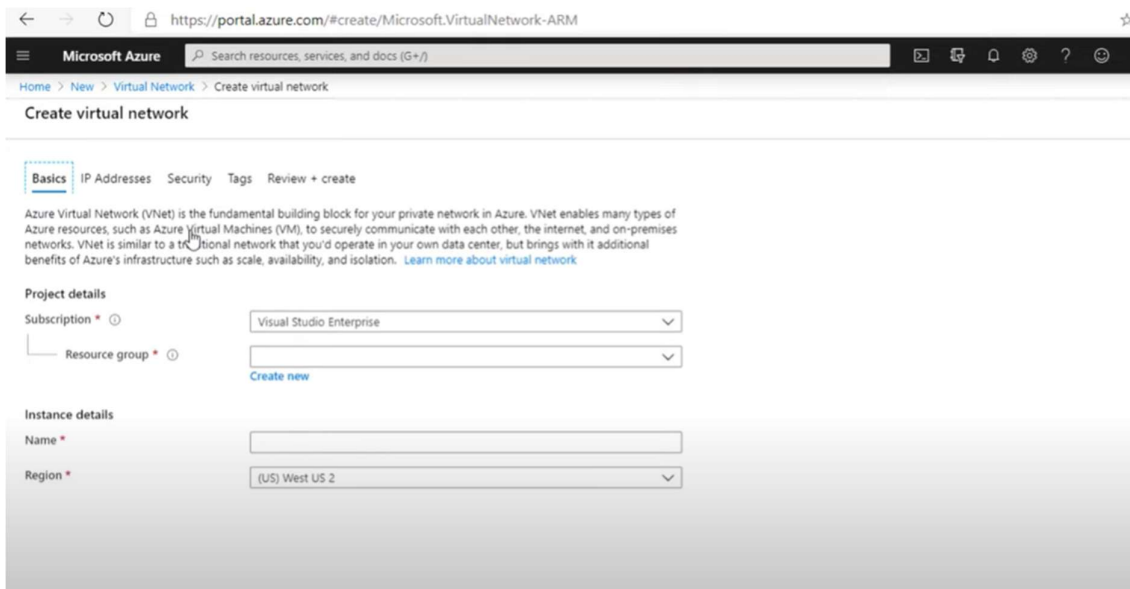 https://portal.azure.com/#create/Microsoft.VirtualNetwork-ARM
Microsoft Azure
Search resources, services, and docs (G+/)
Home > New > Virtual Network > Create virtual network
Create virtual network
Basics IP Addresses Security Tags Review + create
Azure Virtual Network (VNet) is the fundamental building block for your private network in Azure. VNet enables many types of
Azure resources, such as Azure Virtual Machines (VM), to securely communicate with each other, the internet, and on-premises
networks. VNet is similar to a traditional network that you'd operate in your own data center, but brings with it additional
benefits of Azure's infrastructure such as scale, availability, and isolation. Learn more about virtual network
Project details
Subscription * Visual Studio Enterprise
Resource group *
Create new
Instance details
Name *
Region * (US) West US 2